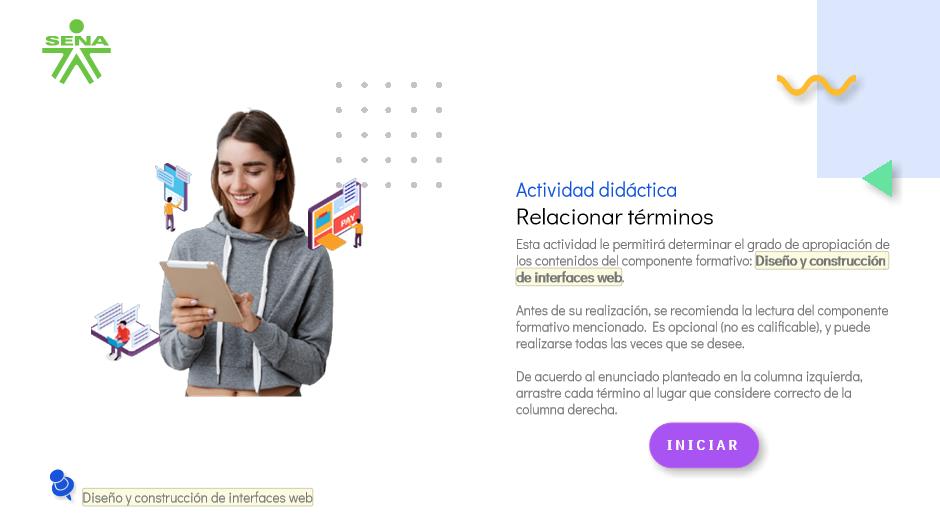 SENA
PAY
Actividad didáctica
Relacionar términos
Esta actividad le permitirá determinar el grado de apropiación de
los contenidos del componente formativo: Diseño y construcción
de interfaces web.
Antes de su realización, se recomienda la lectura del componente
formativo mencionado. Es opcional (no es calificable), y puede
realizarse todas las veces que se desee.
De acuerdo al enunciado planteado en la columna izquierda,
arrastre cada término al lugar que considere correcto de la
columna derecha.
INICIAR
Diseño y construcción de interfaces web